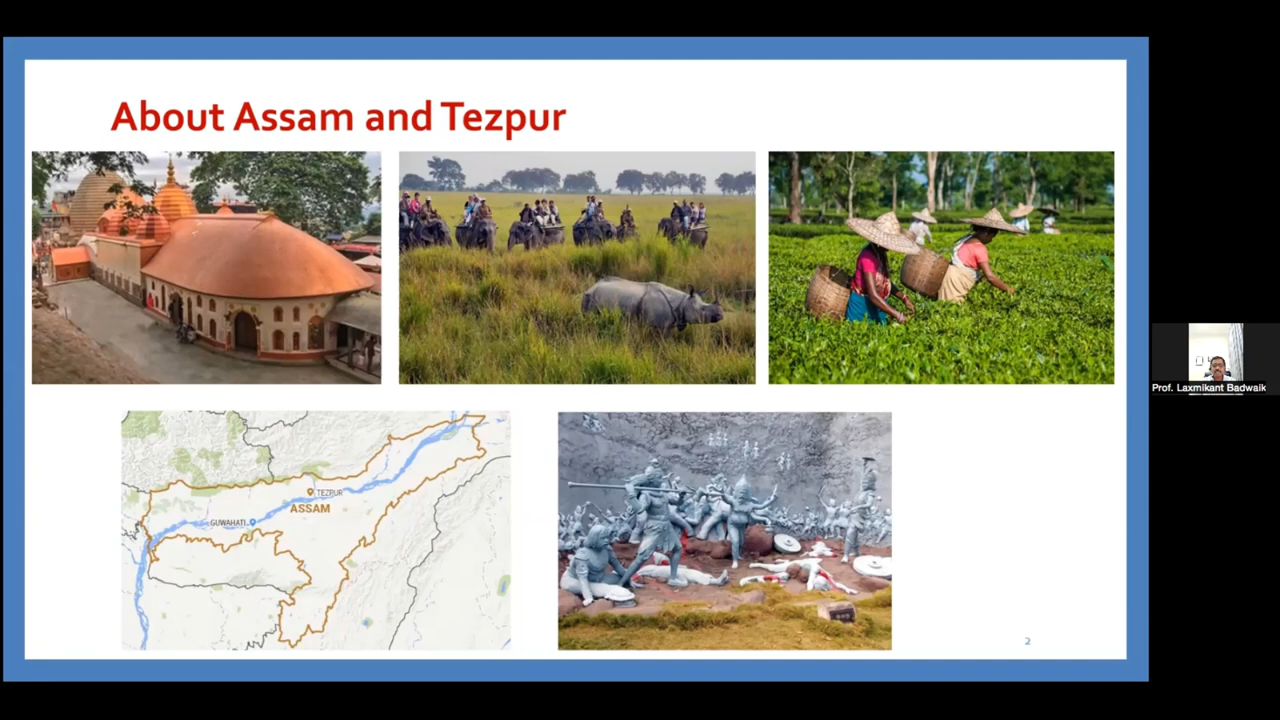 About Assam and Tezpur
TEZPUR
ASSAM
GUWAHATI
2
Prof. Laxmikant Badwaik